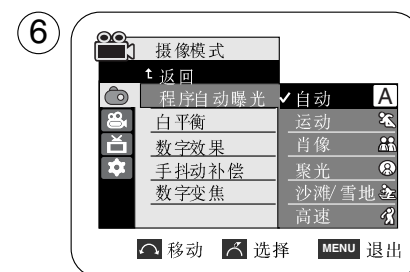 6
摄像模式
返回
程序自动曝光 ✓自动 A
白平衡 运动
数字效果 肖像
手抖动补偿 聚光
数字变焦 沙滩/雪地
高速
移动 选择 MENU 退出